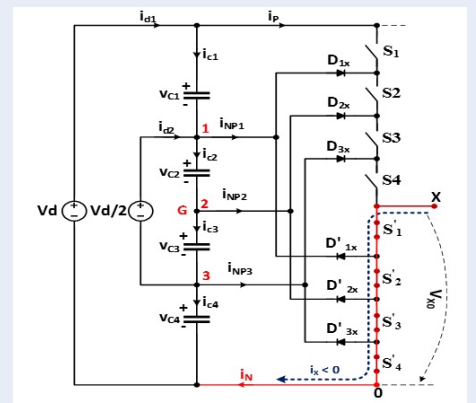 id1
iP
ic1
S1
D1x
vC1
+
-
S2
D2x
id2
1
iNP1
S3
D3x
ic2
vC2
+
-
S4
Vd
+
-
Vd/2
+
-
G
2
iNP2
X
ic3
S'1
vC3
+
-
D'1x
3
iNP3
S'2
D'2x
Vx0
ic4
vC4
+
-
S'3
D'3x
ix < 0
S'4
iN
0